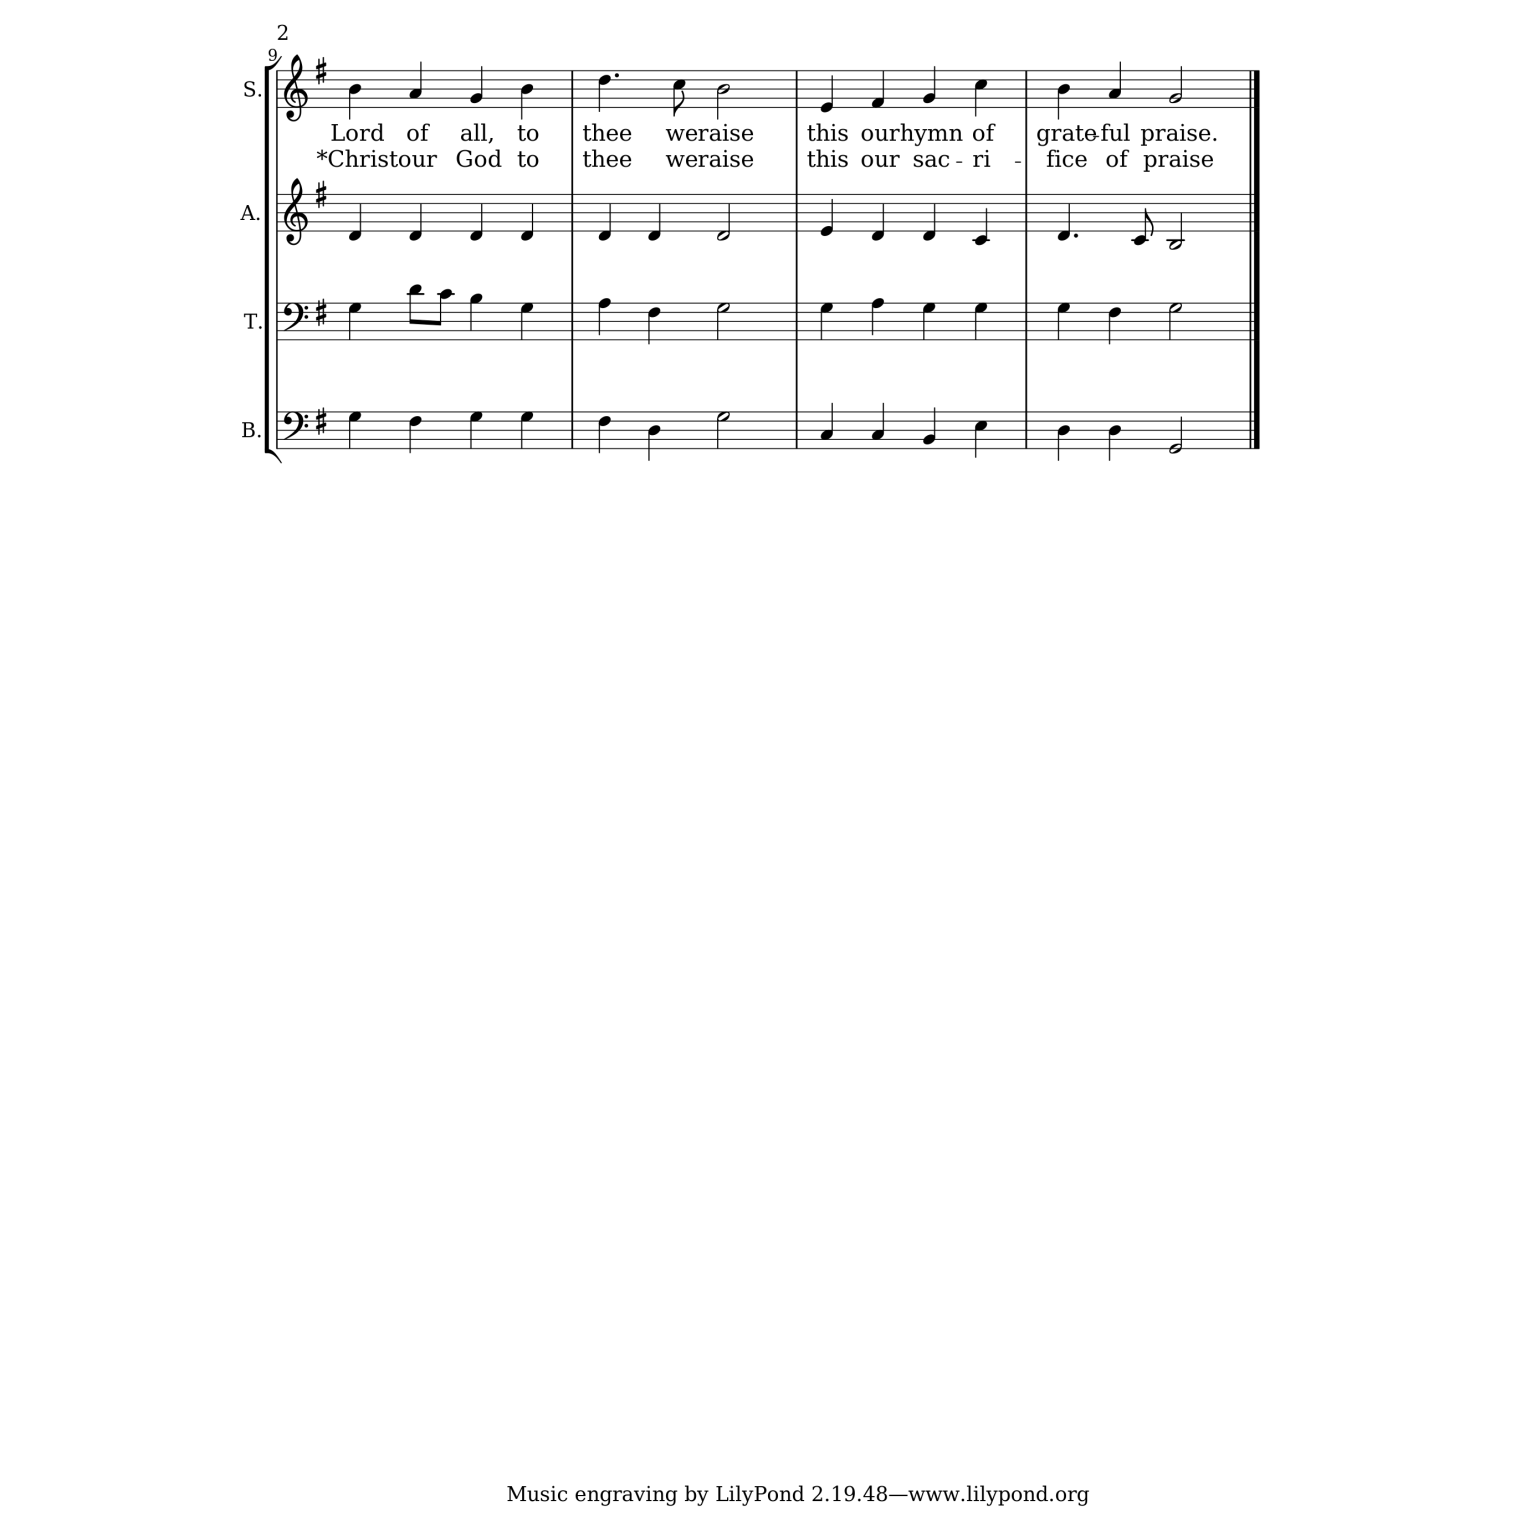 2
9
S.
Lord of all, to thee weraise this ourhymn of grate-ful praise.
*Christour God to thee weraise this our sac - ri - fice of praise
A.
T.
B.
Music engraving by LilyPond 2.19.48—www.lilypond.org